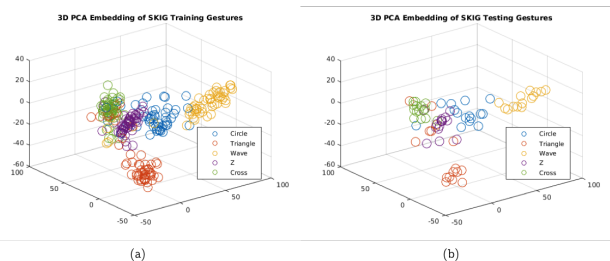 3D PCA Embedding of SKIG Training Gestures
40
20
0
-20
-40
-60
100
50
0
-50
-50
0
50
100
Circle
Triangle
Wave
Z
Cross
(a)
3D PCA Embedding of SKIG Testing Gestures
40
20
0
-20
-40
-60
100
50
0
-50
-50
0
50
100
Circle
Triangle
Wave
Z
Cross
(b)